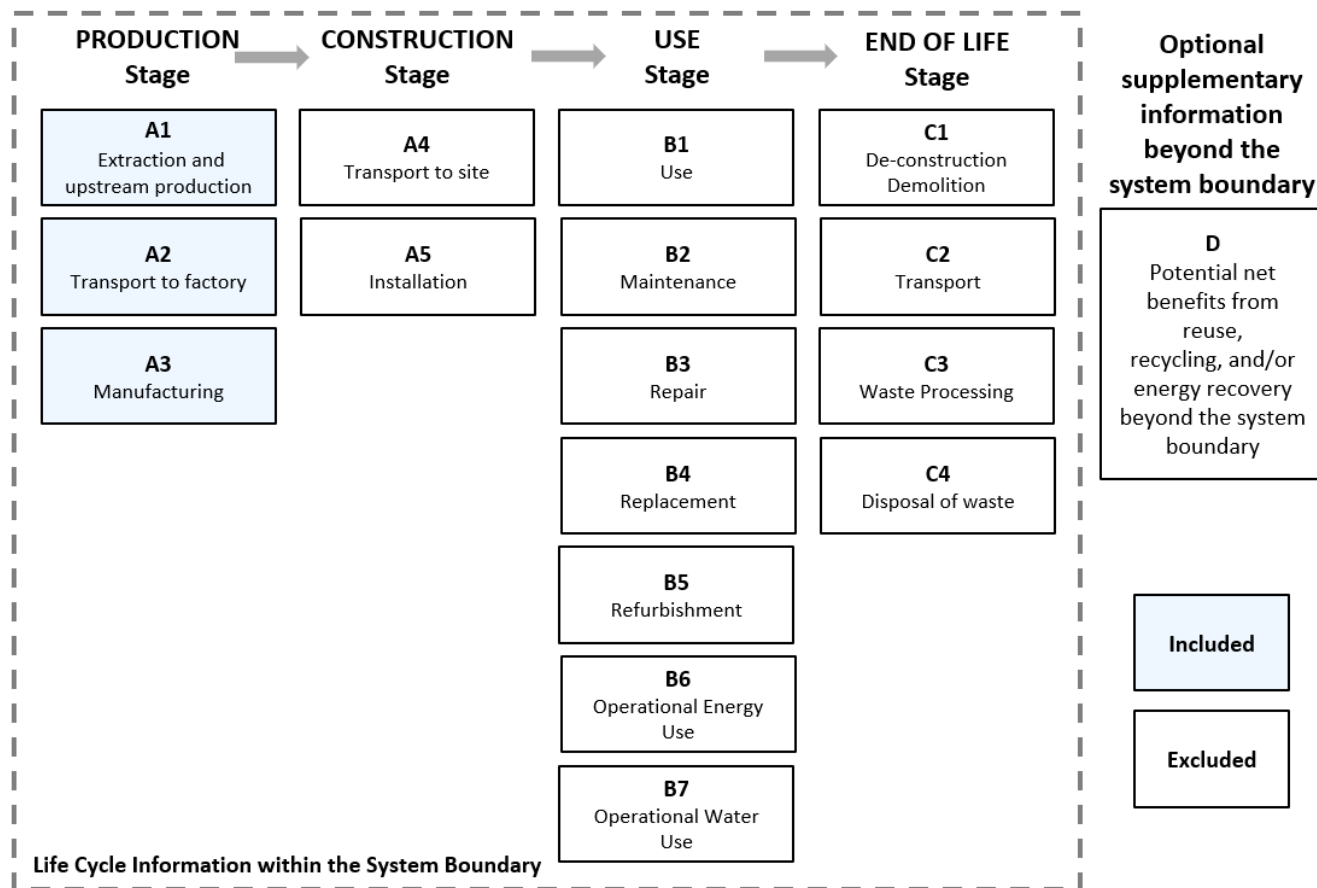 PRODUCTION
Stage
CONSTRUCTION
Stage
USE
Stage
END OF LIFE
Stage
Optional
supplementary
information
beyond the
system boundary
A1
Extraction and
upstream production
A2
Transport to factory
A3
Manufacturing
A4
Transport to site
A5
Installation
B1
Use
B2
Maintenance
B3
Repair
B4
Replacement
B5
Refurbishment
B6
Operational Energy
Use
B7
Operational Water
Use
C1
De-construction
Demolition
C2
Transport
C3
Waste Processing
C4
Disposal of waste
D
Potential net
benefits from
reuse,
recycling, and/or
energy recovery
beyond the system
boundary
Included
Excluded
Life Cycle Information within the System Boundary